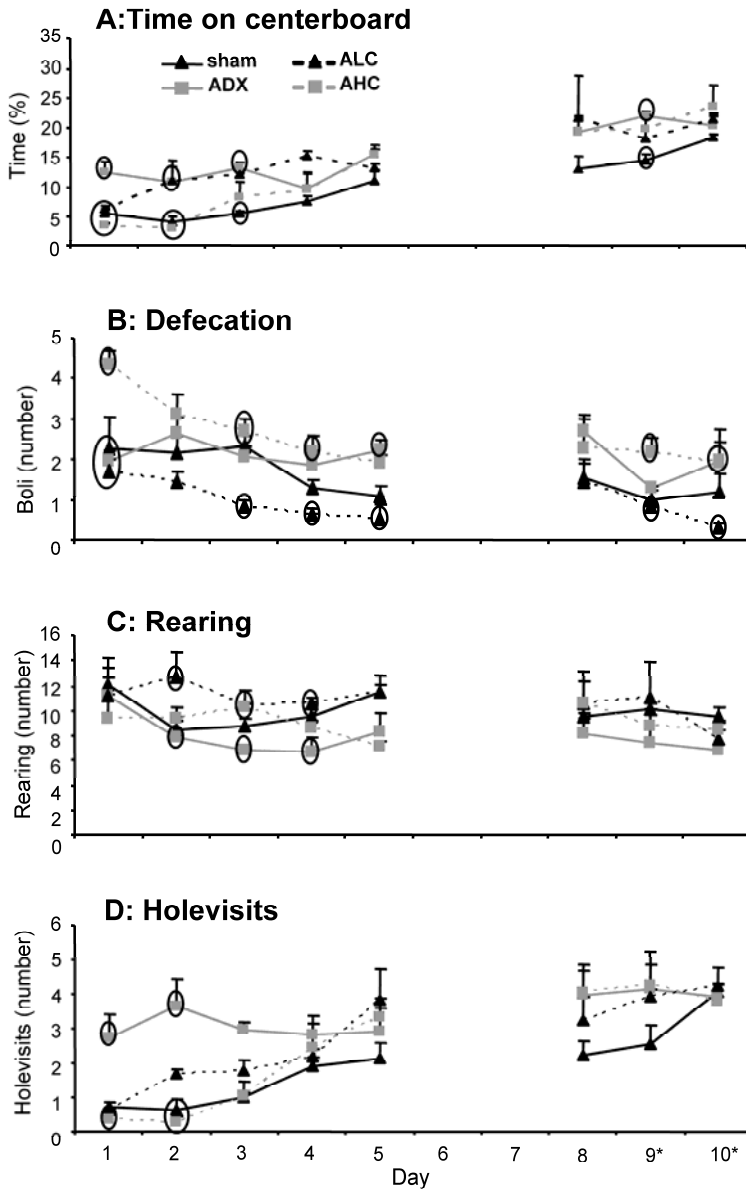 A:Time on centerboard
35
30
25
20
15
10
5
0
Time (%)
sham ALC
ADX AHC
B: Defecation
5
4
3
2
1
0
Boli (number)
C: Rearing
16
14
12
10
8
6
4
2
0
Rearing (number)
D: Holevisits
6
5
4
3
2
1
0
Holevisits (number)
1 2 3 4 5 6 7 8 9* 10*
Day